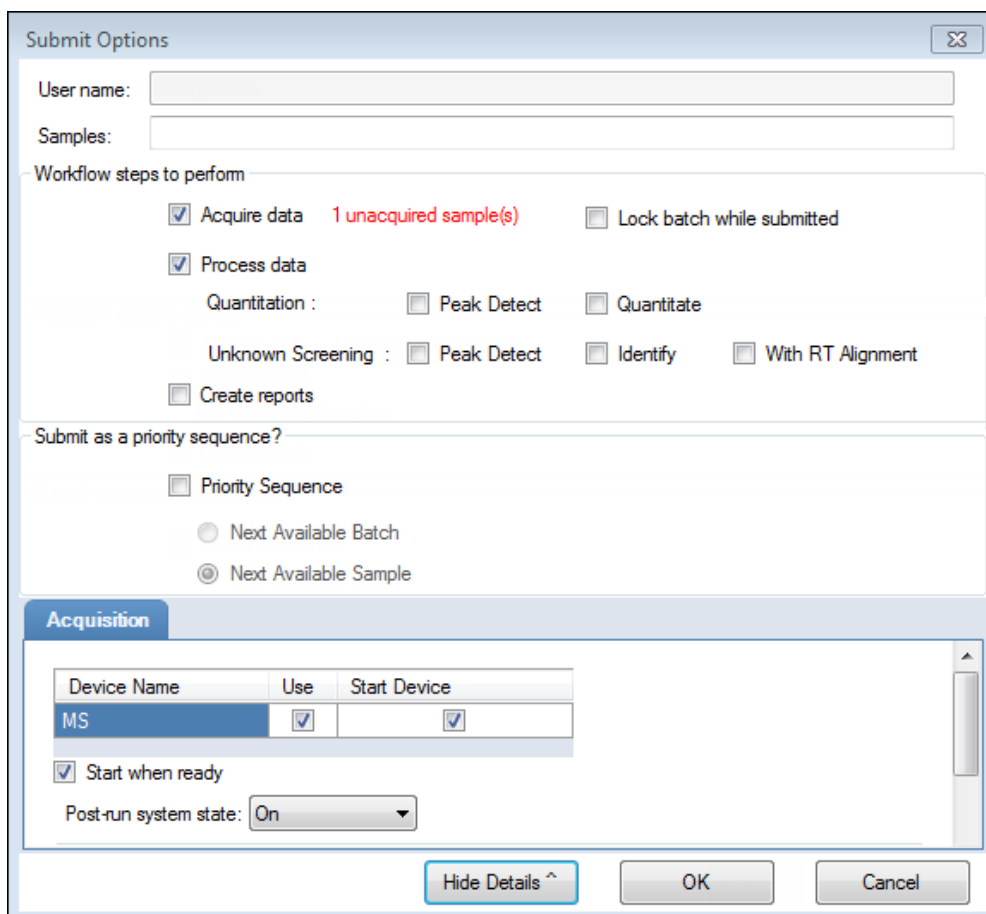 Submit Options
User name:
Samples:
Workflow steps to perform
Acquire data 1 unacquired sample(s) Lock batch while submitted
Process data
Quantitation : Peak Detect Quantitate
Unknown Screening : Peak Detect Identify With RT Alignment
Create reports
Submit as a priority sequence?
Priority Sequence
Next Available Batch
Next Available Sample
Acquisition
Device Name Use Start Device
MS
Start when ready
Post-run system state: On
Hide Details ^ OK Cancel